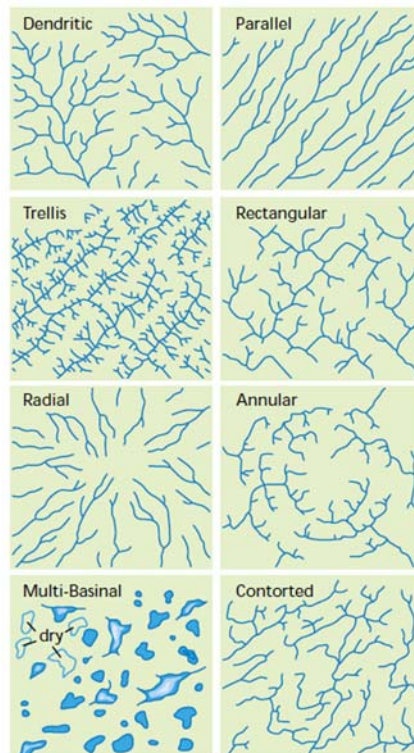 Dendritic
Parallel
Trellis
Rectangular
Radial
Annular
Multi-Basinal
dry
Contorted